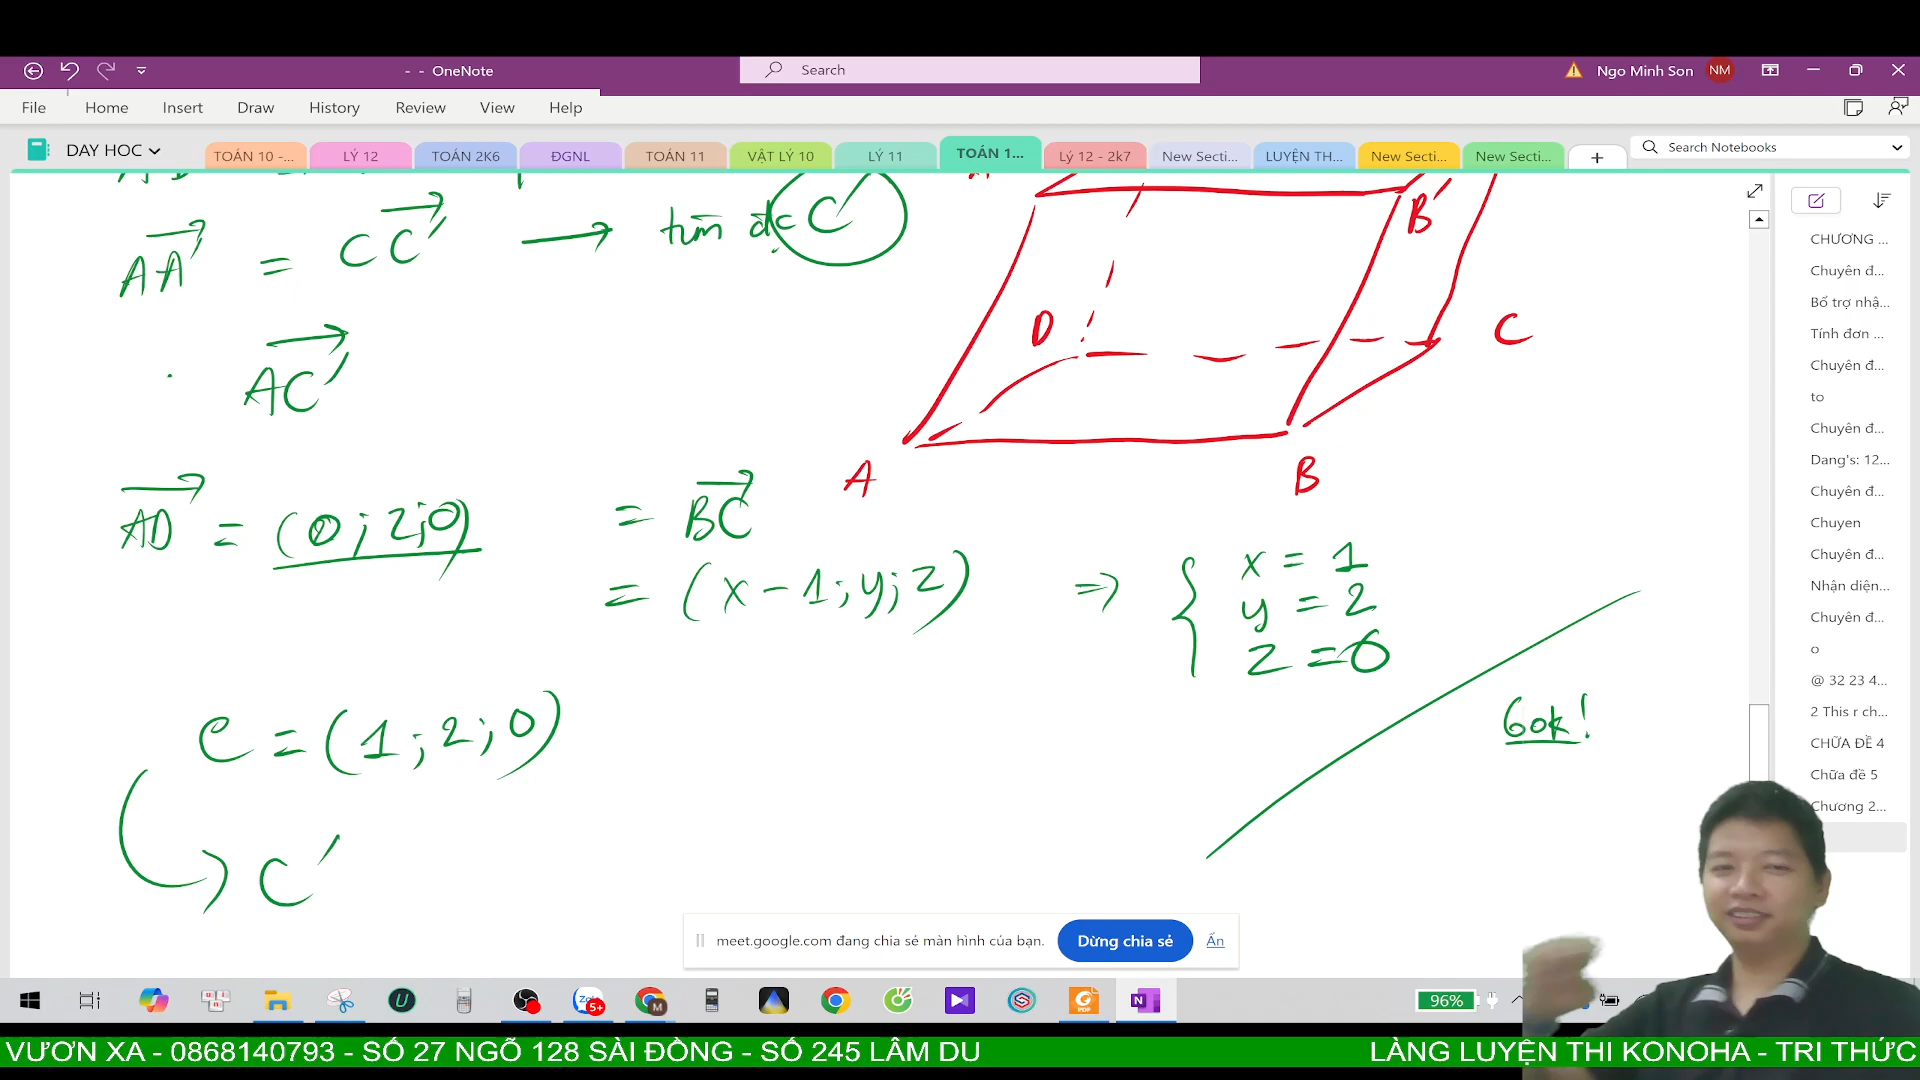 - - OneNote
Search
Ngo Minh Son NM
File Home Insert Draw History Review View Help
DAY HOC
TOÁN 10 -... LÝ 12 TOÁN 2K6 ĐGNL TOÁN 11 VẬT LÝ 10 LÝ 11 TOÁN 1... Lý 12 - 2k7 New Secti... LUYỆN TH... New Secti... New Secti... +
Search Notebooks
AA' = CC' → tìm đc C'
AC'
AD = (0; 2; 0) = BC
= (x - 1; y; z) => { x = 1
y = 2
z = 0
Gok!
C = (1; 2; 0)
C'
B'
D
C
A
B
CHƯƠNG ...
Chuyên đ...
Bổ trợ nhậ...
Tính đơn ...
Chuyên đ...
to
Chuyên đ...
Dang's: 12...
Chuyên đ...
Chuyen
Chuyên đ...
Nhận diện...
Chuyên đ...
o
@ 32 23 4...
2 This r ch...
CHỮA ĐỀ 4
Chữa đề 5
Chương 2...
meet.google.com đang chia sẻ màn hình của bạn. Dừng chia sẻ Ẩn
96%
VƯƠN XA - 0868140793 - SỐ 27 NGÕ 128 SÀI ĐỒNG - SỐ 245 LÂM DU
LÀNG LUYỆN THI KONOHA - TRI THỨC